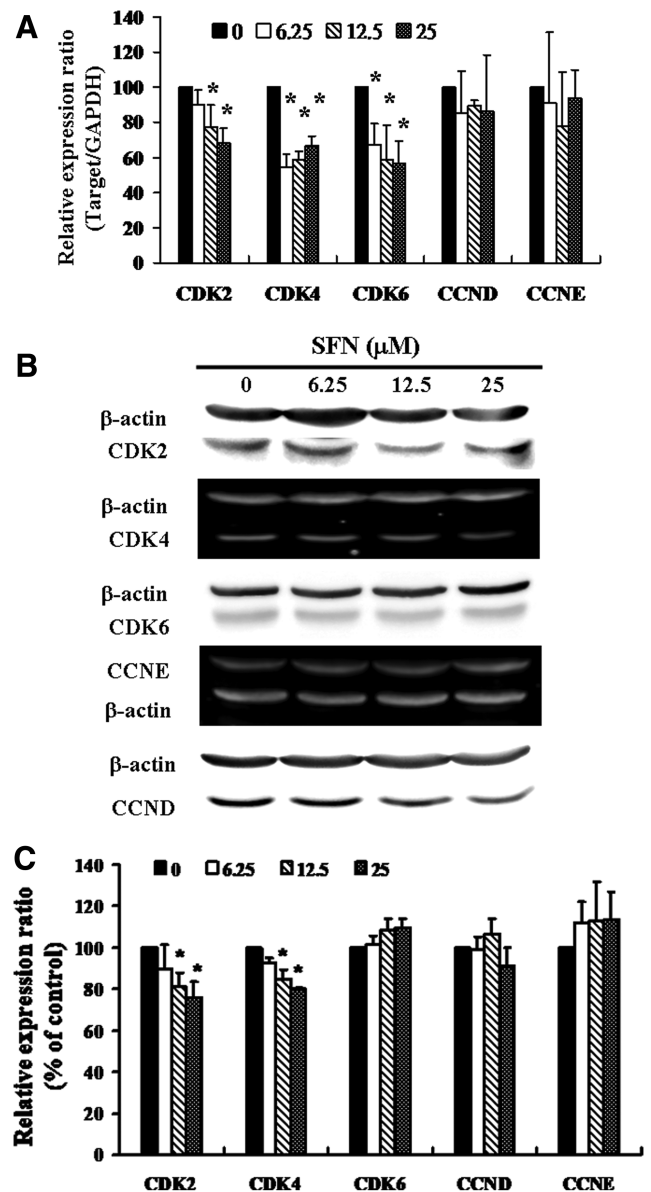 A
Relative expression ratio
(Target/GAPDH)
0 6.25 12.5 25
140
120
100
80
60
40
20
0
* *
* * *
* * *
CDK2 CDK4 CDK6 CCND CCNE
B
SFN (μM)
0 6.25 12.5 25
β-actin
CDK2
β-actin
CDK4
β-actin
CDK6
CCNE
β-actin
β-actin
CCND
C
Relative expression ratio
(% of control)
0 6.25 12.5 25
140
120
100
80
60
40
20
0
* *
* *
CDK2 CDK4 CDK6 CCND CCNE